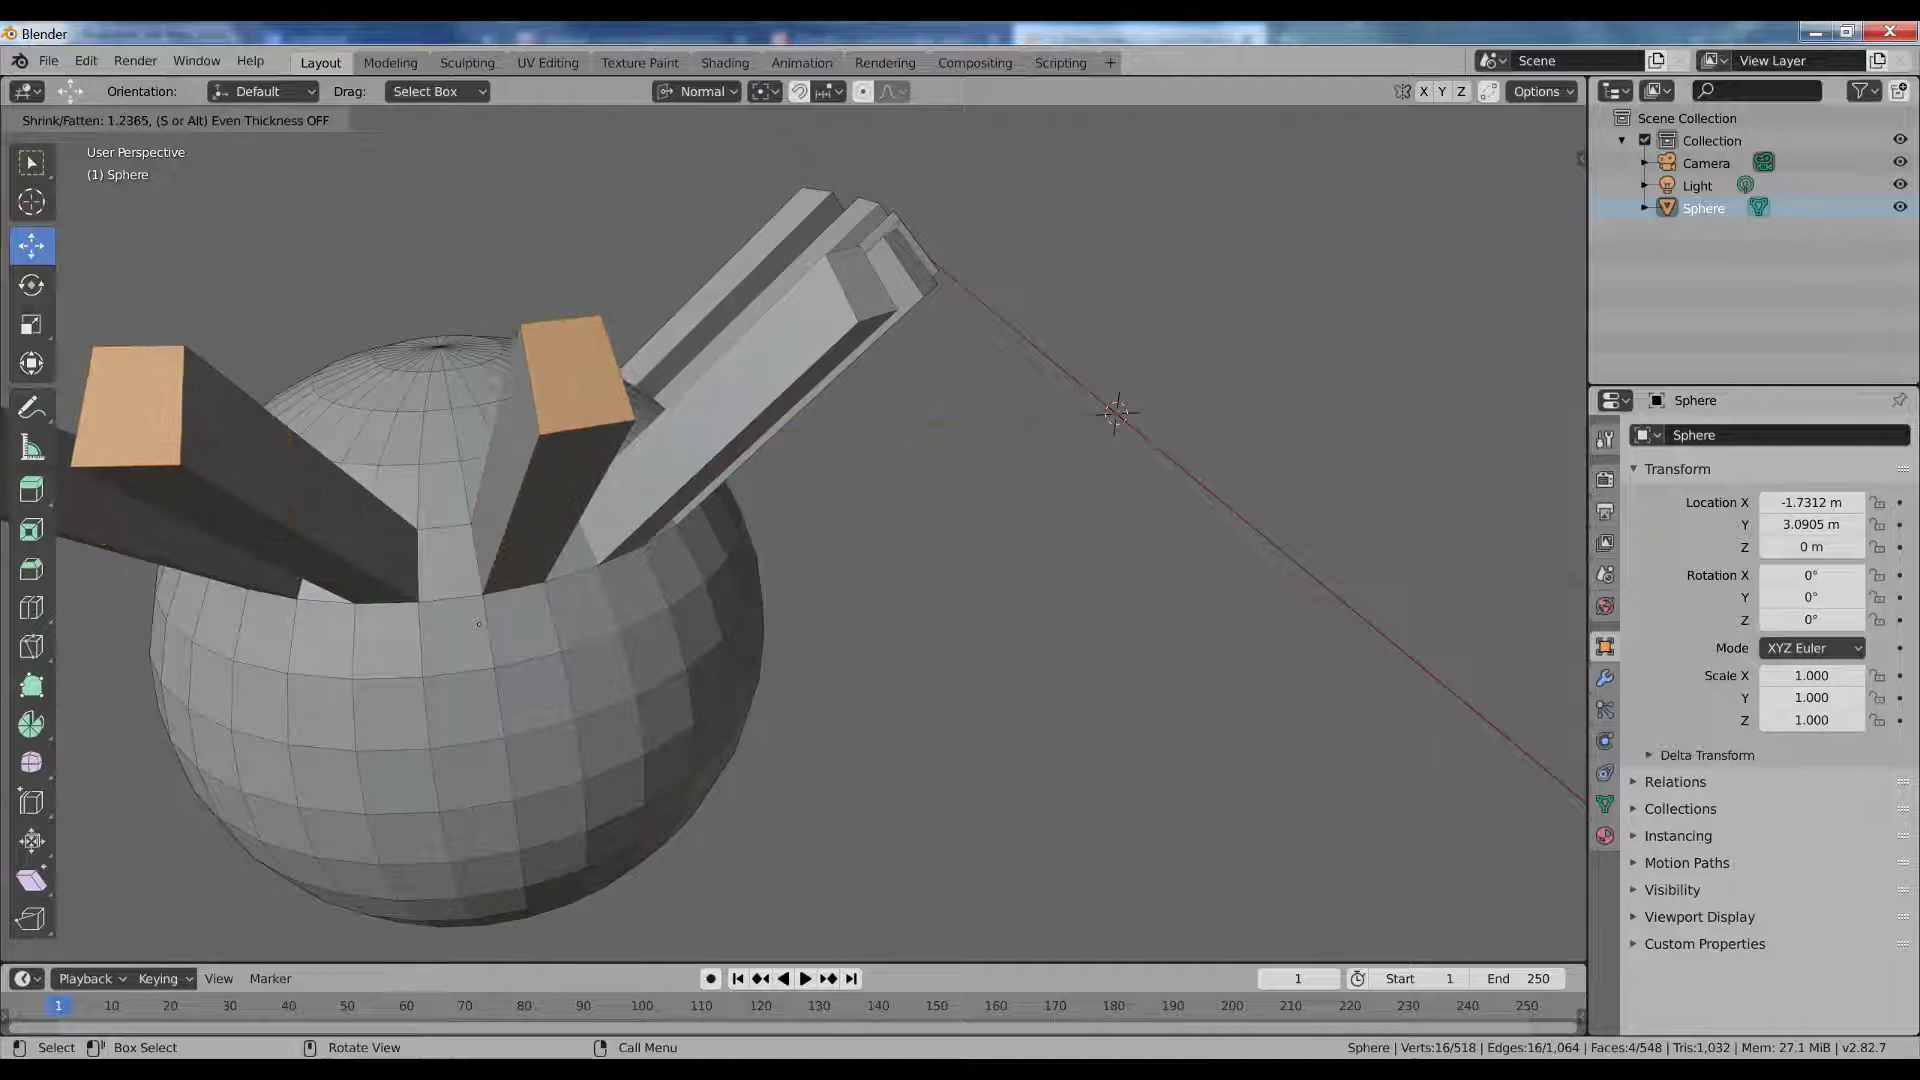 Blender
File Edit Render Window Help Layout Modeling Sculpting UV Editing Texture Paint Shading Animation Rendering Compositing Scripting + Scene View Layer
Orientation: Default Drag: Select Box Normal X Y Z Options
Shrink/Fatten: 1.2365, (S or Alt) Even Thickness OFF
User Perspective
(1) Sphere
Scene Collection
Collection
Camera
Light
Sphere
Sphere
Sphere
Transform
Location X -1.7312 m
Y 3.0905 m
Z 0 m
Rotation X 0°
Y 0°
Z 0°
Mode XYZ Euler
Scale X 1.000
Y 1.000
Z 1.000
Delta Transform
Relations
Collections
Instancing
Motion Paths
Visibility
Viewport Display
Custom Properties
Playback Keying View Marker 1 Start 1 End 250
1 10 20 30 40 50 60 70 80 90 100 110 120 130 140 150 160 170 180 190 200 210 220 230 240 250
Select Box Select Rotate View Call Menu Sphere | Verts:16/518 | Edges:16/1,064 | Faces:4/548 | Tris:1,032 | Mem: 27.1 MiB | v2.82.7